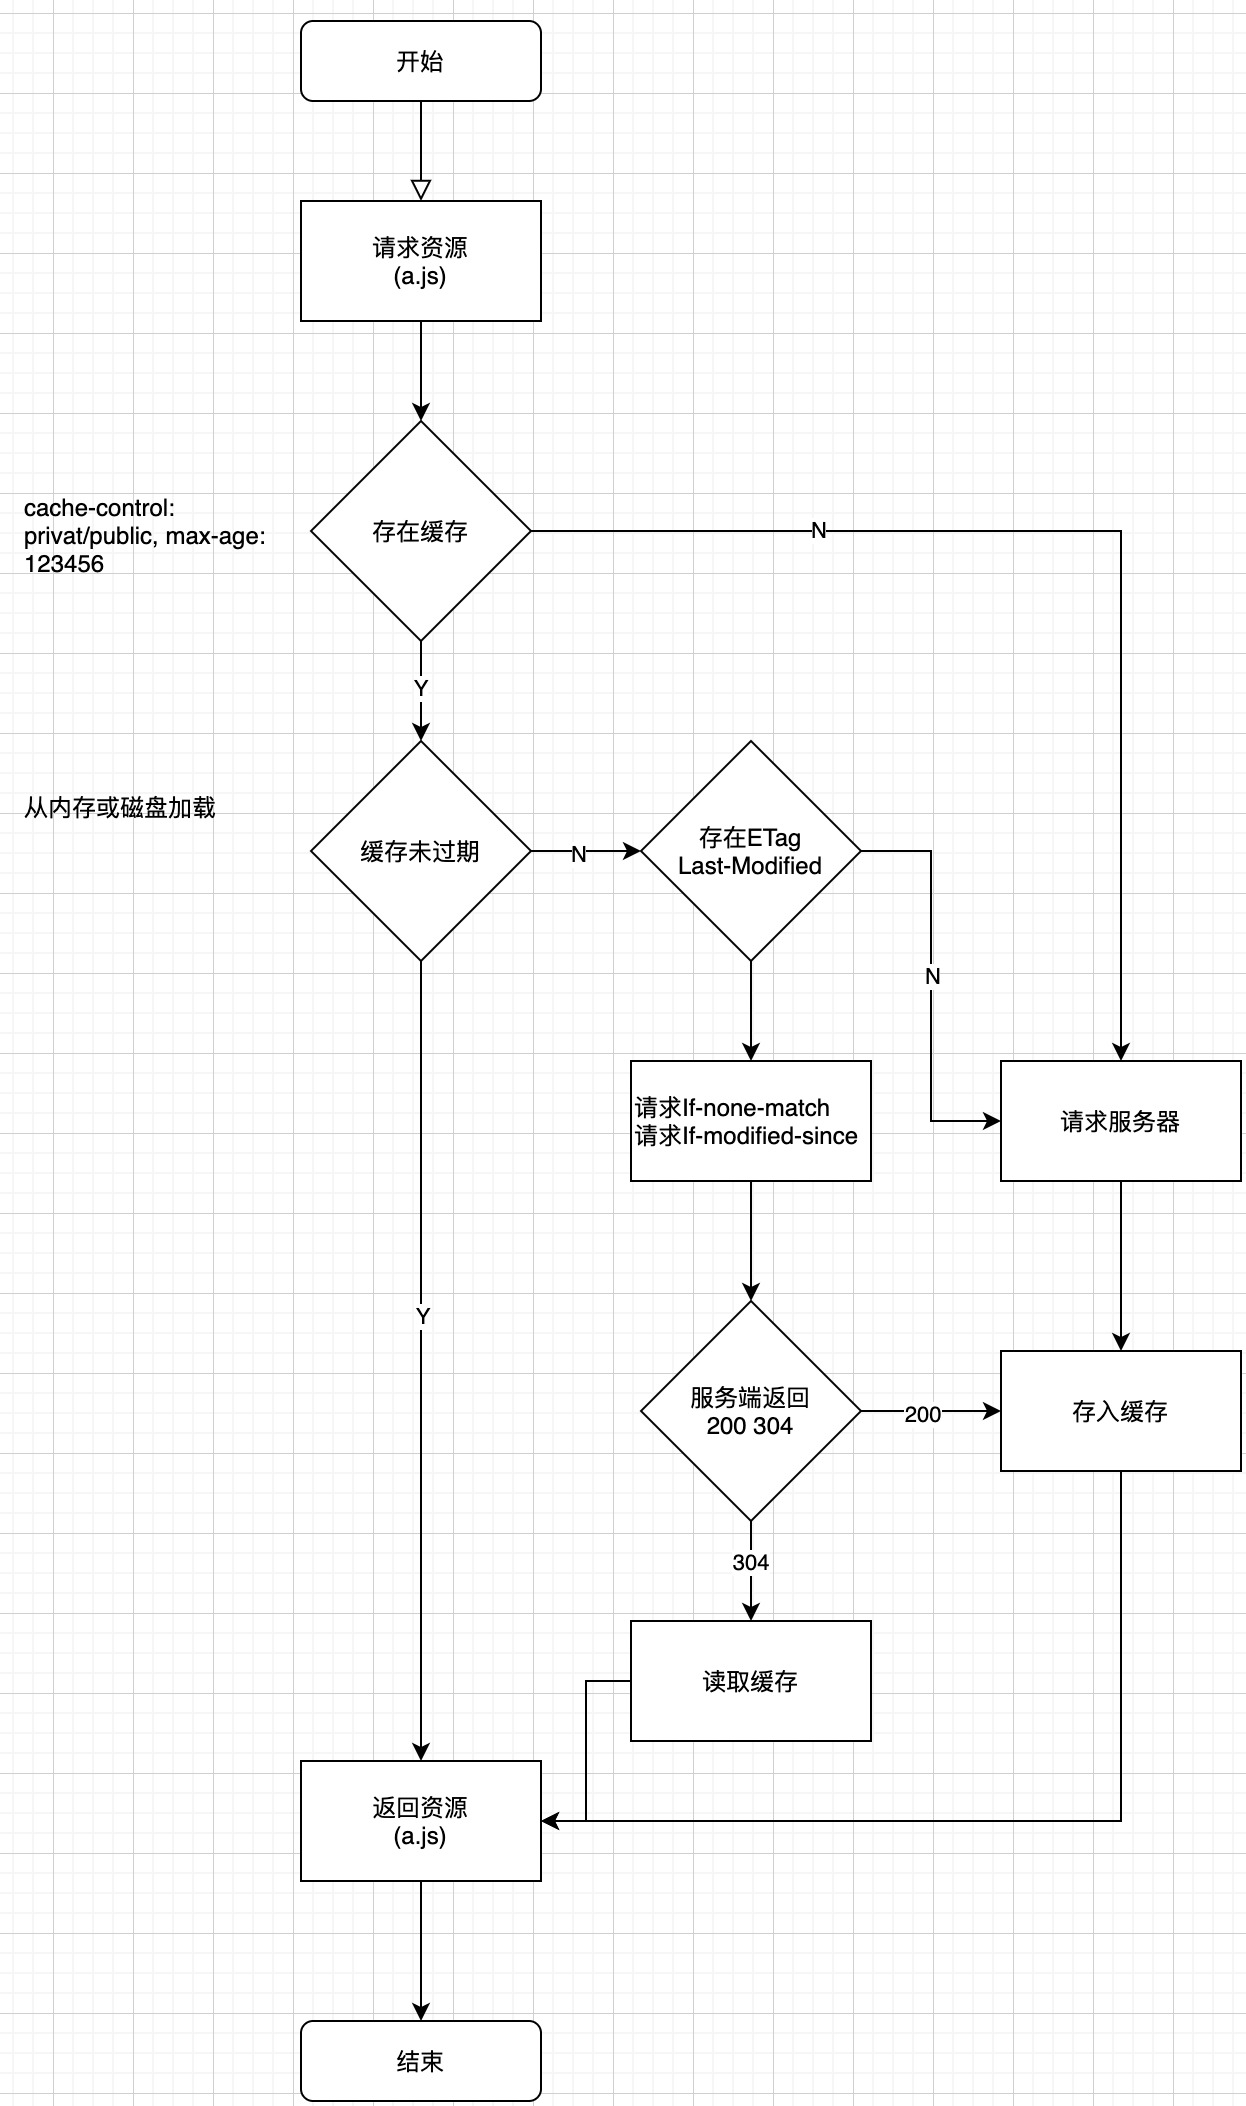 开始
请求资源
(a.js)
cache-control:
privat/public, max-age:
123456
存在缓存
N
Y
从内存或磁盘加载
缓存未过期
N
存在ETag
Last-Modified
N
请求If-none-match
请求If-modified-since
请求服务器
Y
服务端返回
200 304
200
存入缓存
304
读取缓存
返回资源
(a.js)
结束